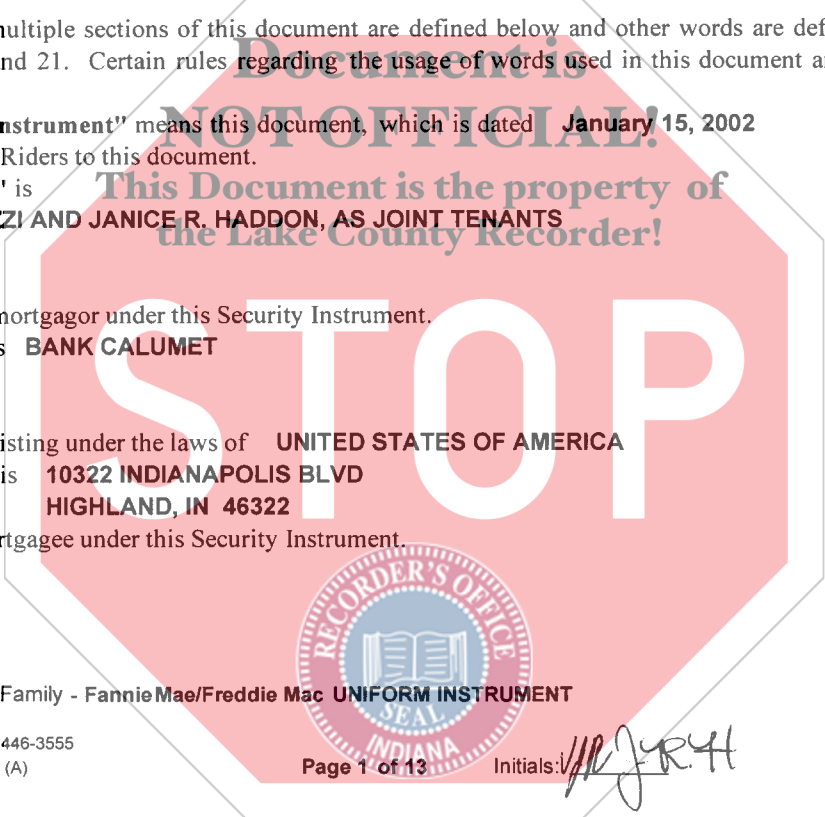 nultiple sections of this document are defined below and other words are def
nd 21. Certain rules regarding the usage of words used in this document a
Document is
NOT OFFICIAL!
This Document is the property of
the Lake County Recorder!
nstrument" means this document, which is dated January 15, 2002
Riders to this document.
' is
ZI AND JANICE R. HADDON, AS JOINT TENANTS
nortgagor under this Security Instrument.
s BANK CALUMET
STOP
isting under the laws of UNITED STATES OF AMERICA
is 10322 INDIANAPOLIS BLVD
HIGHLAND, IN 46322
rtgagee under this Security Instrument.
RECORDER'S OFFICE
SEAL
INDIANA
Family - Fannie Mae/Freddie Mac UNIFORM INSTRUMENT
446-3555
(A)
Page 1 of 13 Initials: JRH